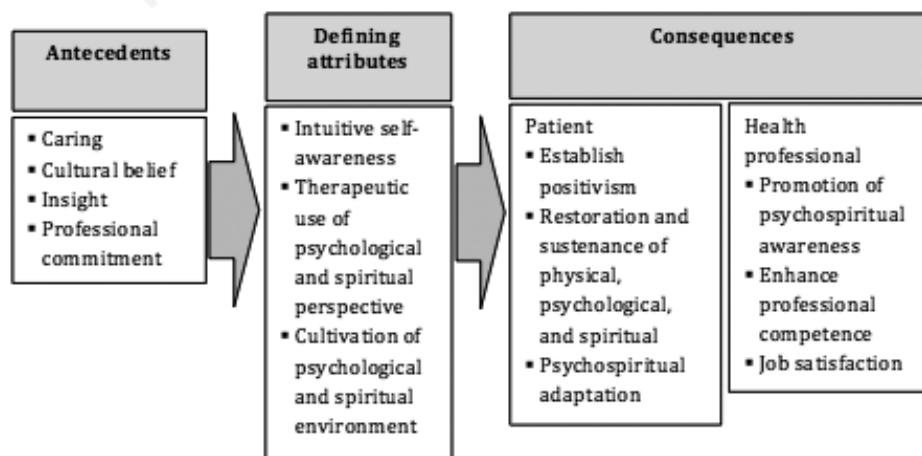 Antecedents
▪ Caring
▪ Cultural belief
▪ Insight
▪ Professional
commitment
Defining
attributes
▪ Intuitive self-
awareness
▪ Therapeutic
use of
psychological
and spiritual
perspective
▪ Cultivation of
psychological
and spiritual
environment
Consequences
Patient
▪ Establish
positivism
▪ Restoration and
sustenance of
physical,
psychological,
and spiritual
▪ Psychospiritual
adaptation
Health
professional
▪ Promotion of
psychospiritual
awareness
▪ Enhance
professional
competence
▪ Job satisfaction